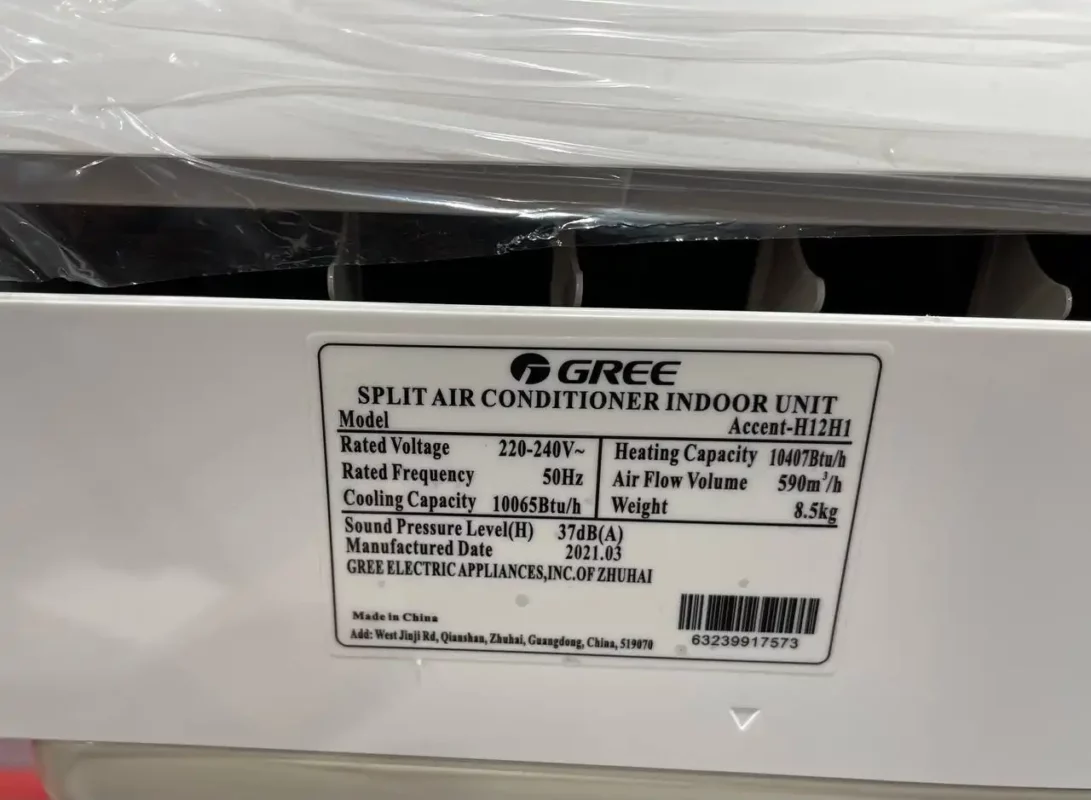 GREE
SPLIT AIR CONDITIONER INDOOR UNIT
Model Accent-H12H1
Rated Voltage 220-240V~
Rated Frequency 50Hz
Cooling Capacity 10065Btu/h
Heating Capacity 10407Btu/h
Air Flow Volume 590m³/h
Weight 8.5kg
Sound Pressure Level(H) 37dB(A)
Manufactured Date 2021.03
GREE ELECTRIC APPLIANCES,INC.OF ZHUHAI
Made in China
Add: West Jinji Rd, Qianshan, Zhuhai, Guangdong, China, 519070
63239917573